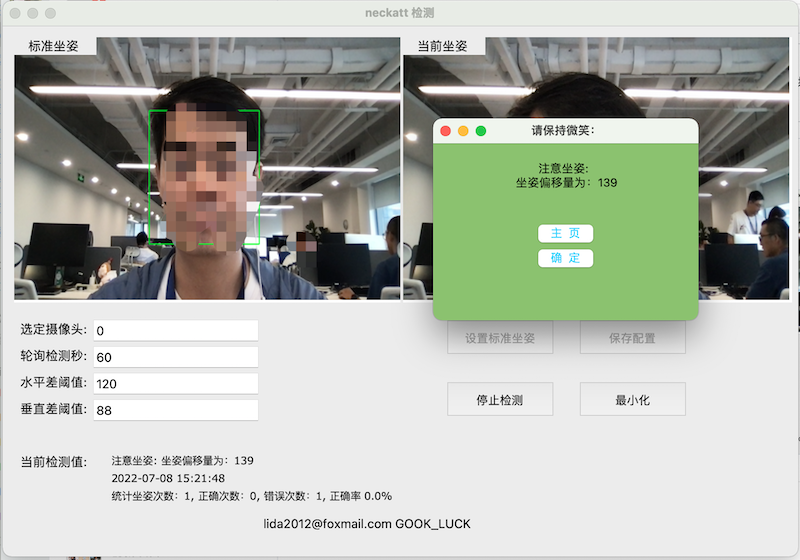 neckatt 检测
标准坐姿
当前坐姿
请保持微笑：
注意坐姿:
坐姿偏移量为：139
主 页
确 定
选定摄像头: 0
轮询检测秒: 60
水平差阈值: 120
垂直差阈值: 88
设置标准坐姿
保存配置
停止检测
最小化
当前检测值: 注意坐姿: 坐姿偏移量为：139
2022-07-08 15:21:48
统计坐姿次数：1, 正确次数：0, 错误次数：1, 正确率 0.0%
lida2012@foxmail.com GOOK_LUCK